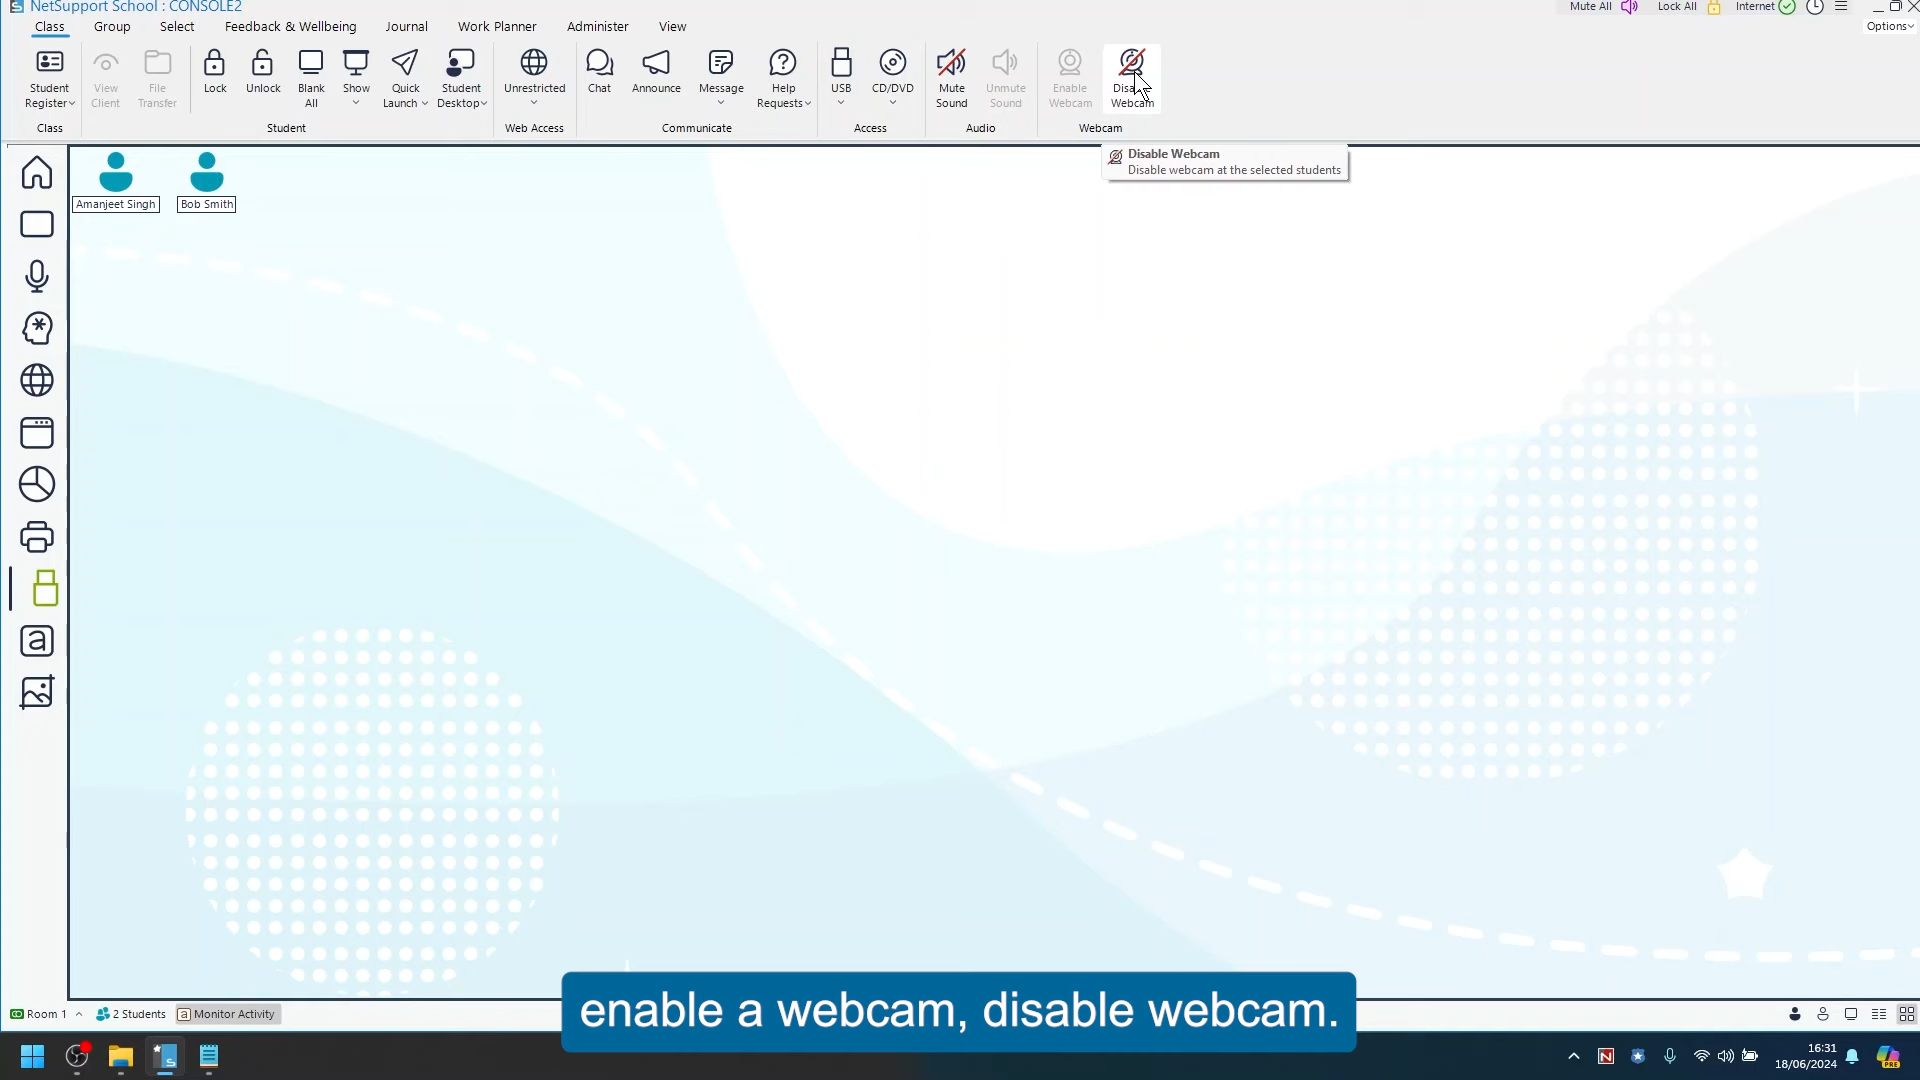 NetSupport School : CONSOLE2
Mute All
Lock All
Internet
Class
Group
Select
Feedback & Wellbeing
Journal
Work Planner
Administer
View
Options
Student
Register
View
Client
File
Transfer
Lock
Unlock
Blank
All
Show
Quick
Launch
Student
Desktop
Unrestricted
Chat
Announce
Message
Help
Requests
USB
CD/DVD
Mute
Sound
Unmute
Sound
Enable
Webcam
Webcam
Class
Student
Web Access
Communicate
Access
Audio
Webcam
Disable Webcam
Disable webcam at the selected students
Amanjeet Singh
Bob Smith
enable a webcam, disable webcam.
Room 1
2 Students
a
Monitor Activity
16:31
18/06/2024